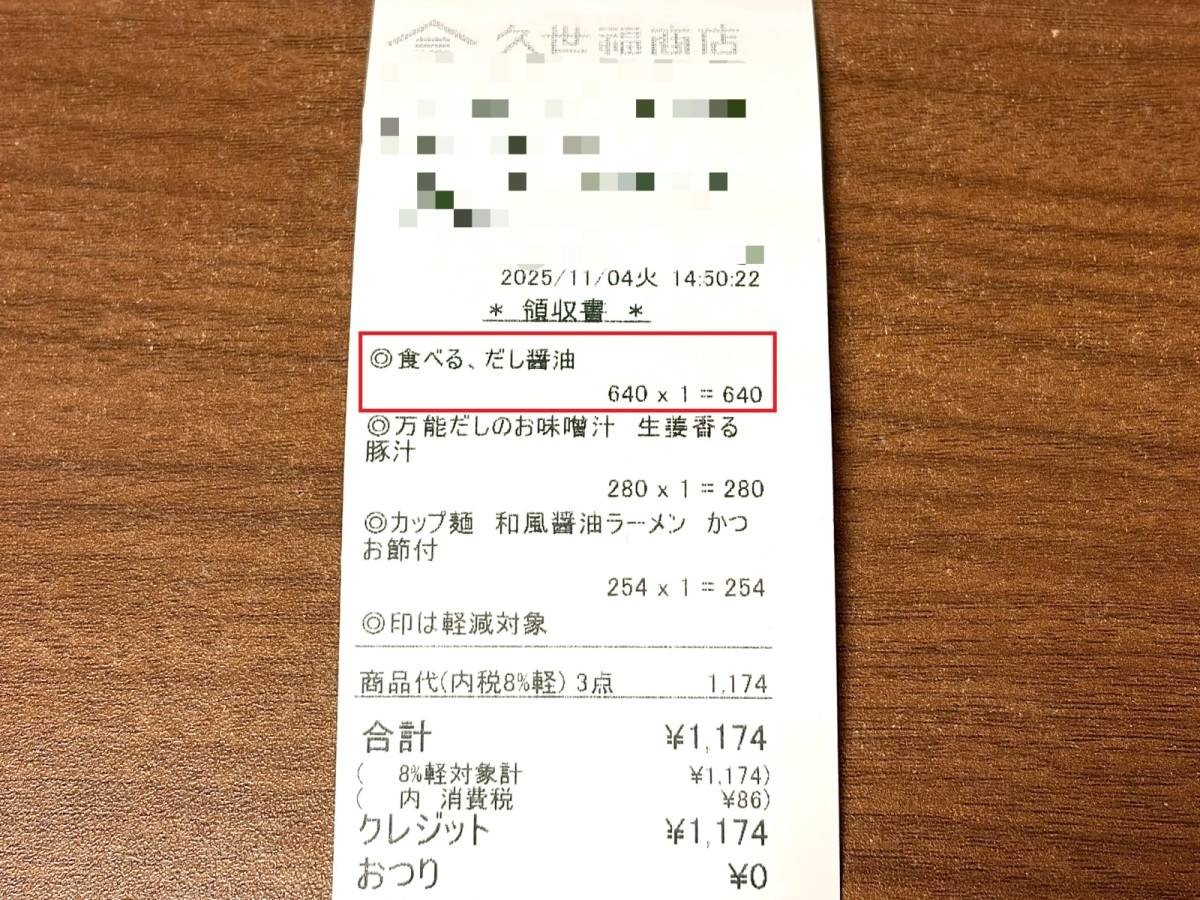 久世福商店
2025/11/04火 14:50:22
* 領収書 *
◎食べる、だし醤油
640 x 1 = 640
◎万能だしのお味噌汁 生姜香る
豚汁
280 x 1 = 280
◎カップ麺 和風醤油ラーメン かつ
お節付
254 x 1 = 254
◎印は軽減対象
商品代(内税8%軽) 3点 1,174
合計 ¥1,174
( 8%軽対象計 ¥1,174)
( 内 消費税 ¥86)
クレジット ¥1,174
おつり ¥0